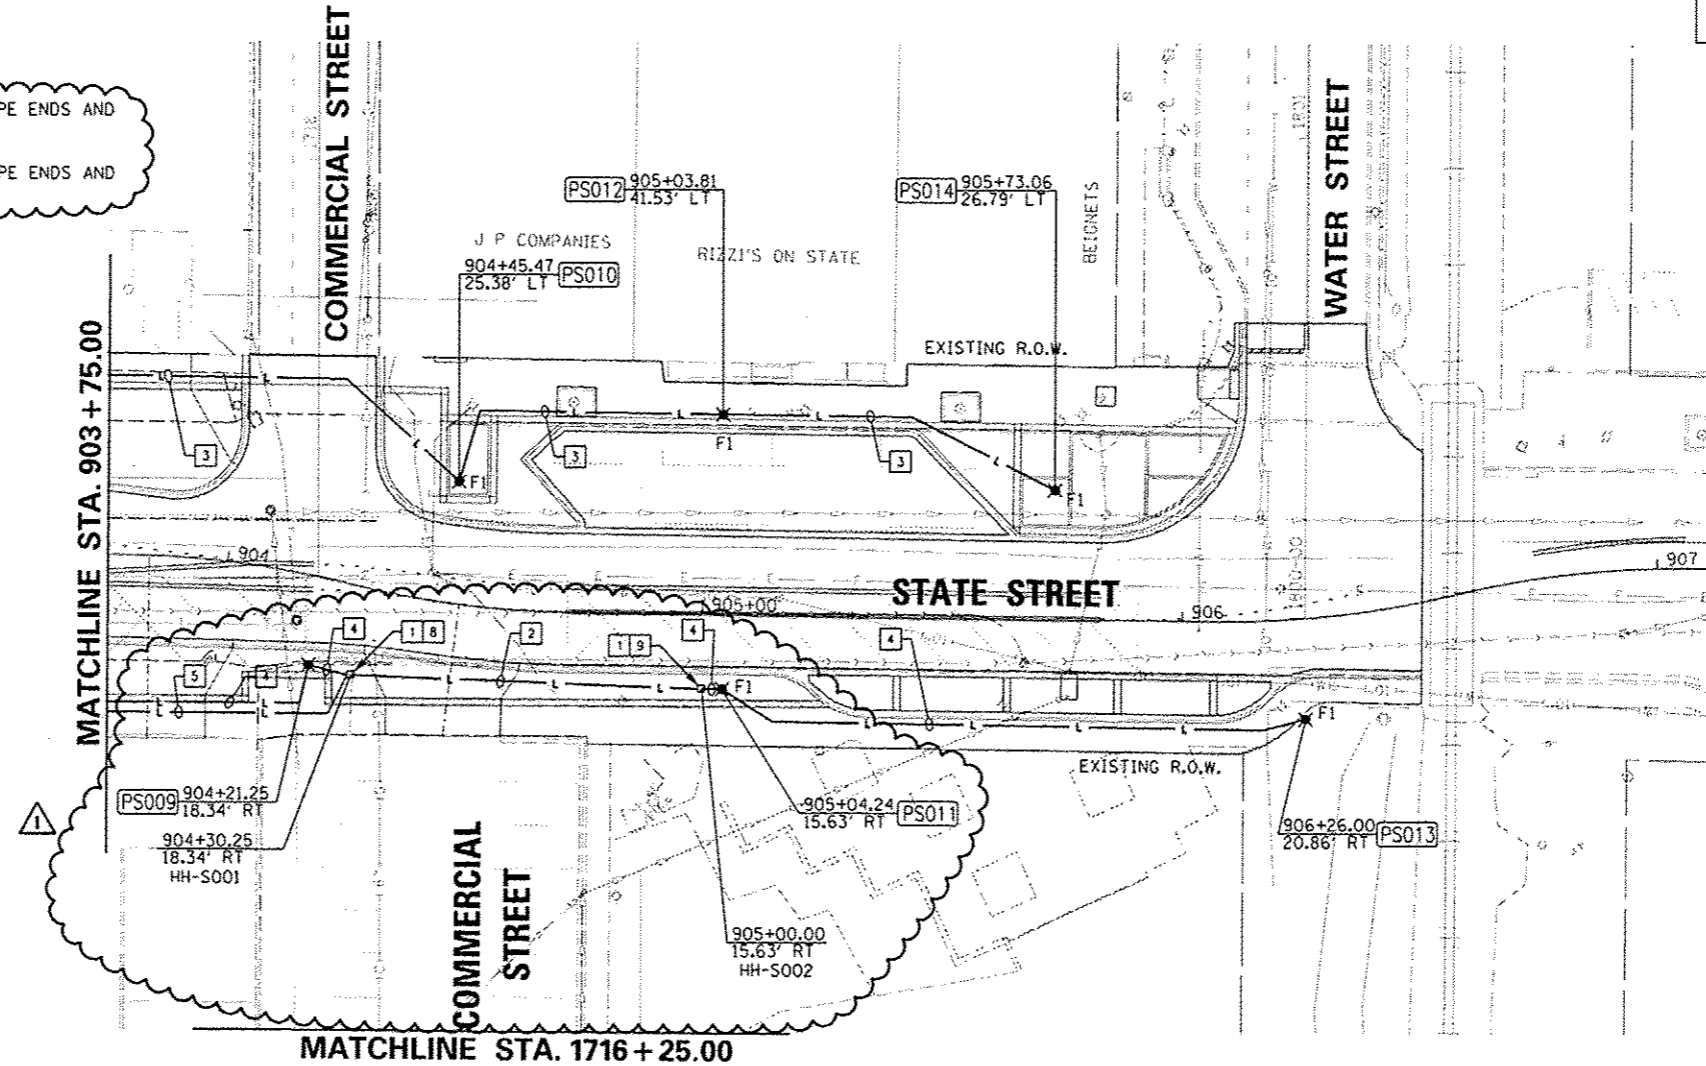 COMMERCIAL STREET
PE ENDS AND
PE ENDS AND
WATER STREET
PS012 905+03.81
41.53' LT
PS014 905+73.06
26.79' LT
BEIGNETS
J P COMPANIES
RIZZI'S ON STATE
904+45.47 PS010
25.38' LT
EXISTING R.O.W.
MATCHLINE STA. 903+75.00
L
L
3
L
F1
L
L
F1
L
3
3
L
F1
904
STATE STREET
905+00
906
907
4
1 8
2
1 9
4
4
5
4
L
L
L
L
L
F1
L
L
L
L
F1
EXISTING R.O.W.
PS009 904+21.25
18.34' RT
904+30.25
18.34' RT
HH-S001
905+04.24 PS011
15.63' RT
906+26.00 PS013
20.86' RT
1
COMMERCIAL
STREET
905+00.00
15.63' RT
HH-S002
MATCHLINE STA. 1716+25.00